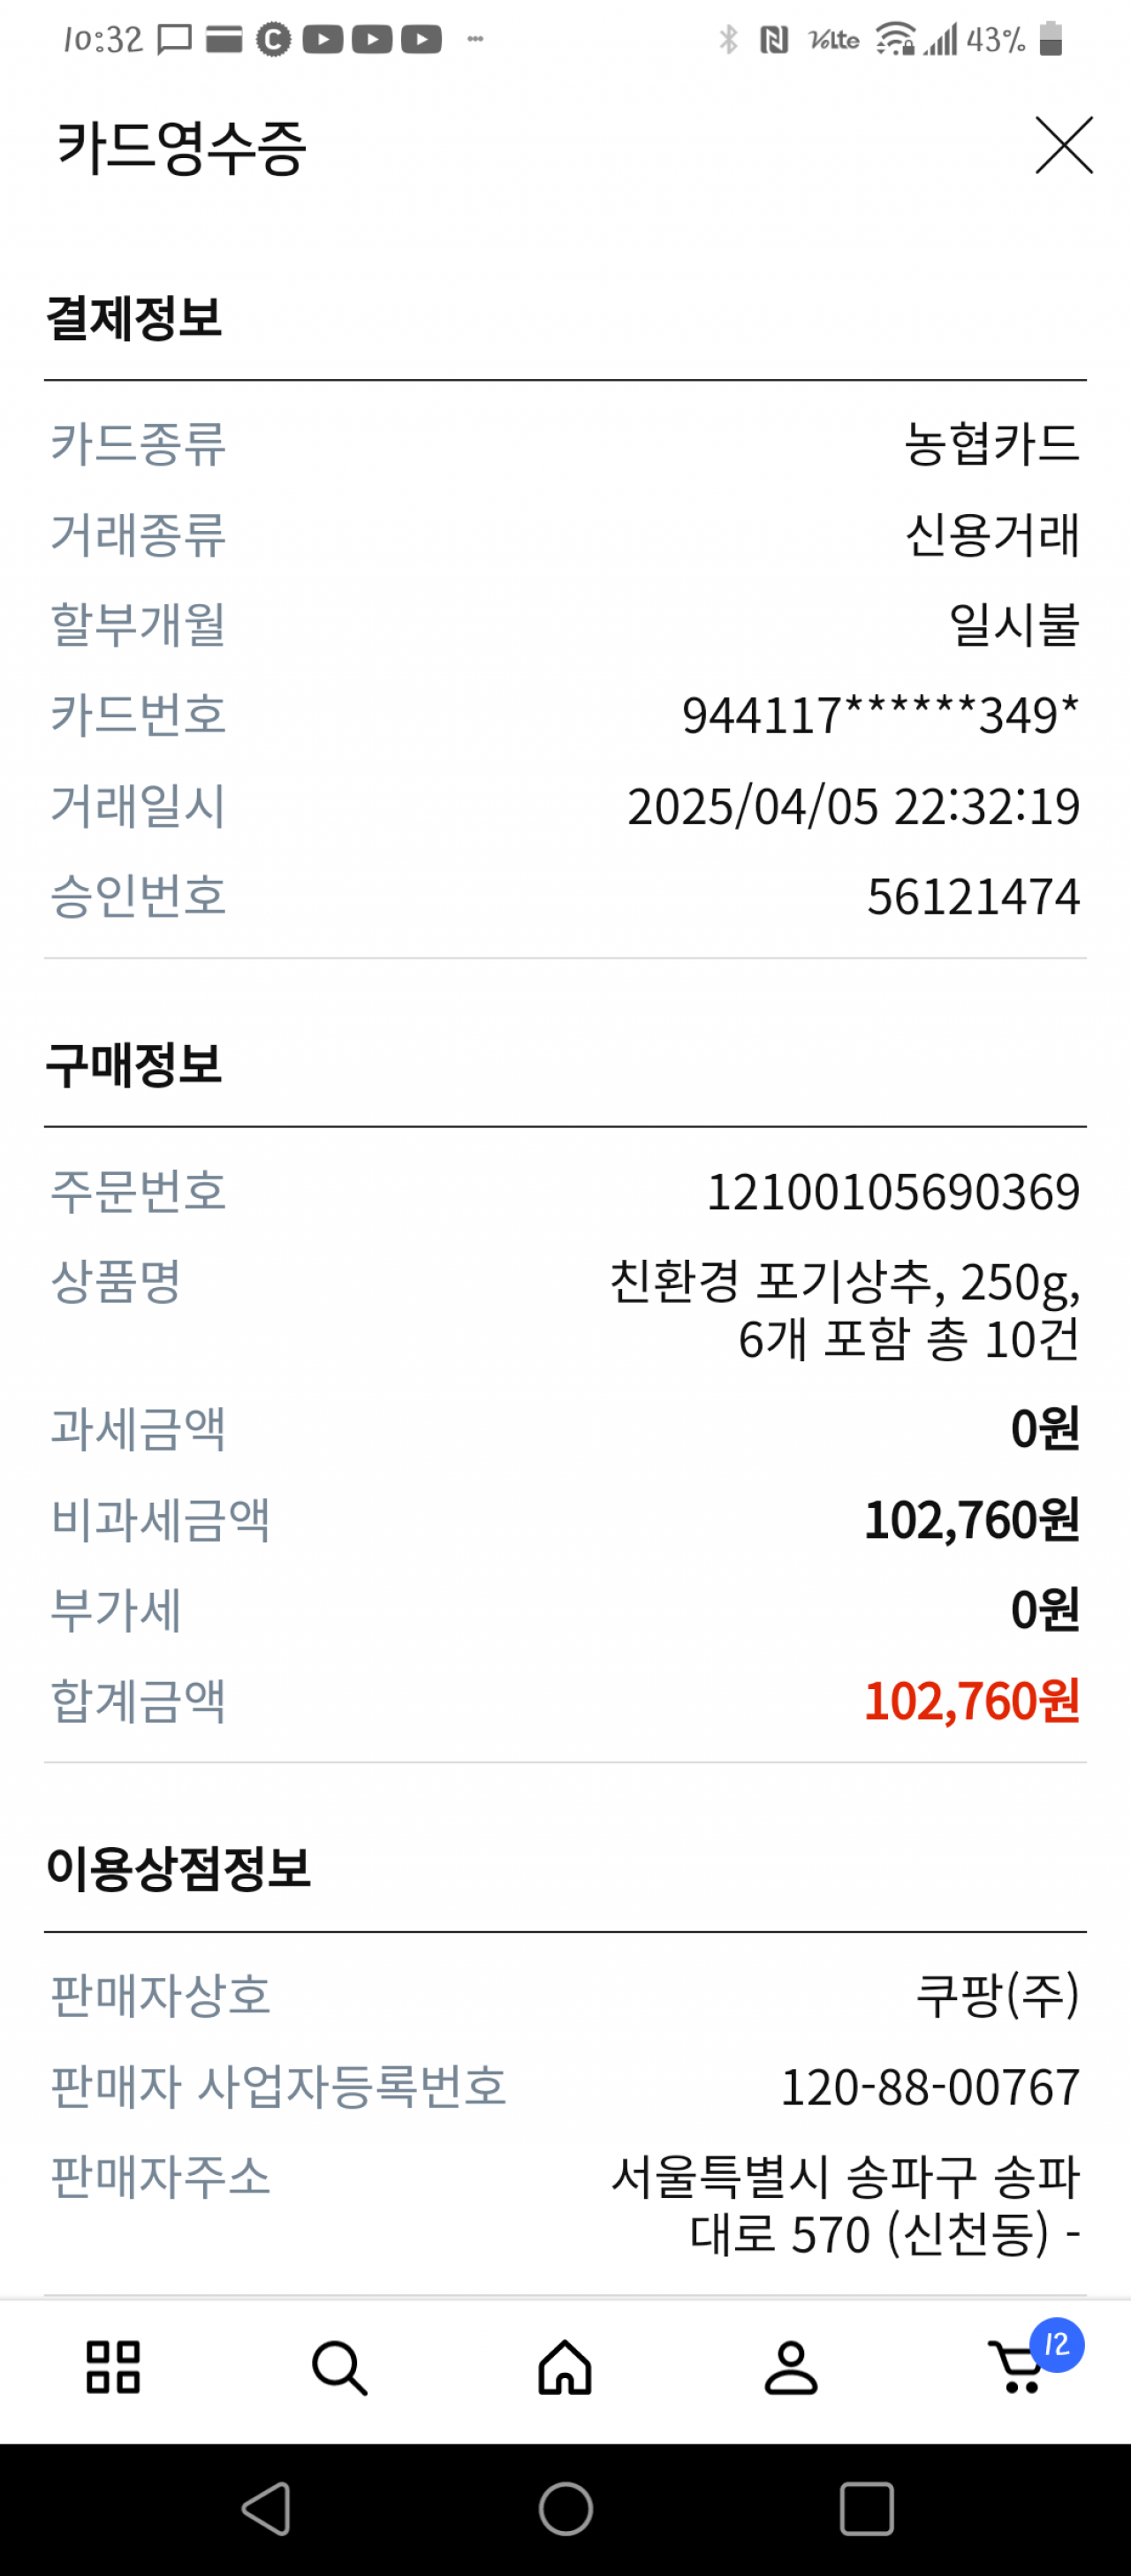 10:32 Volte 43%
카드영수증
결제정보
카드종류 농협카드
거래종류 신용거래
할부개월 일시불
카드번호 944117******349*
거래일시 2025/04/05 22:32:19
승인번호 56121474
구매정보
주문번호 12100105690369
상품명 친환경 포기상추, 250g,
6개 포함 총 10건
과세금액 0원
비과세금액 102,760원
부가세 0원
합계금액 102,760원
이용상점정보
판매자상호 쿠팡(주)
판매자 사업자등록번호 120-88-00767
판매자주소 서울특별시 송파구 송파
대로 570 (신천동) -
12